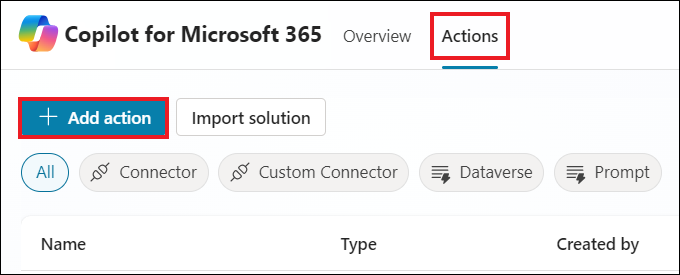 Copilot for Microsoft 365 Overview Actions
+ Add action Import solution
All Connector Custom Connector Dataverse Prompt
Name Type Created by